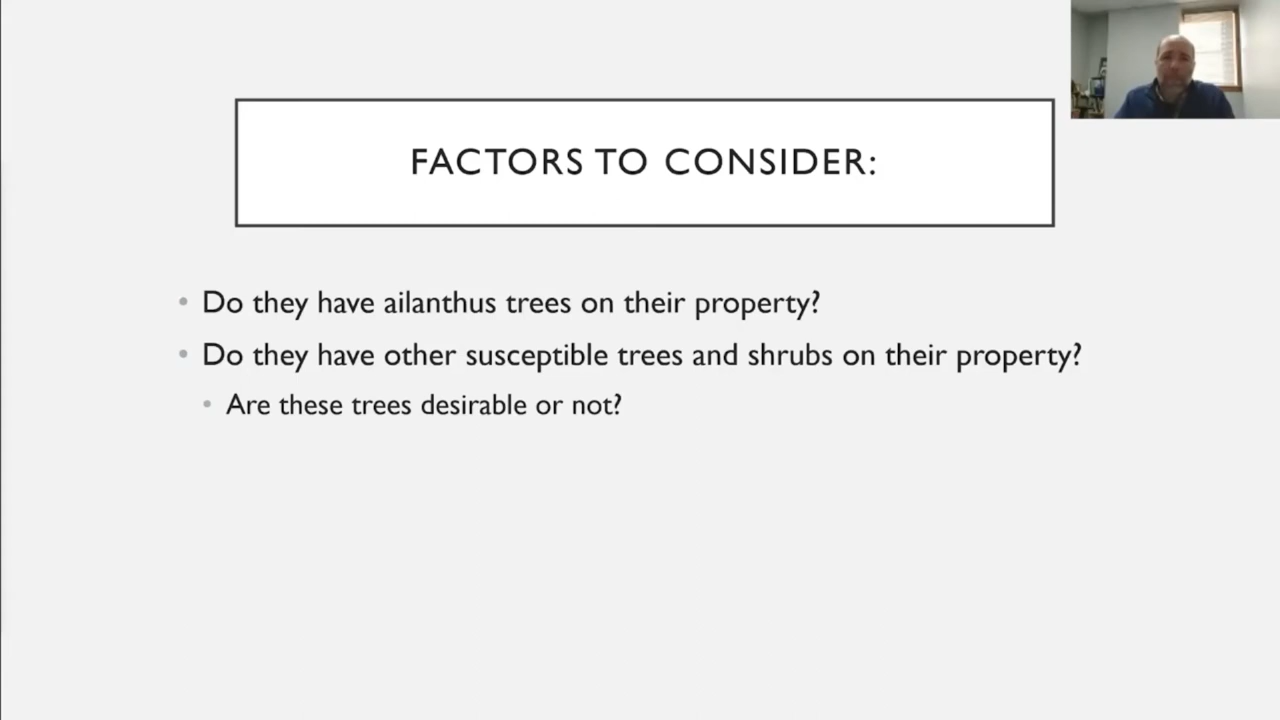 FACTORS TO CONSIDER:
Do they have ailanthus trees on their property?
Do they have other susceptible trees and shrubs on their property?
Are these trees desirable or not?